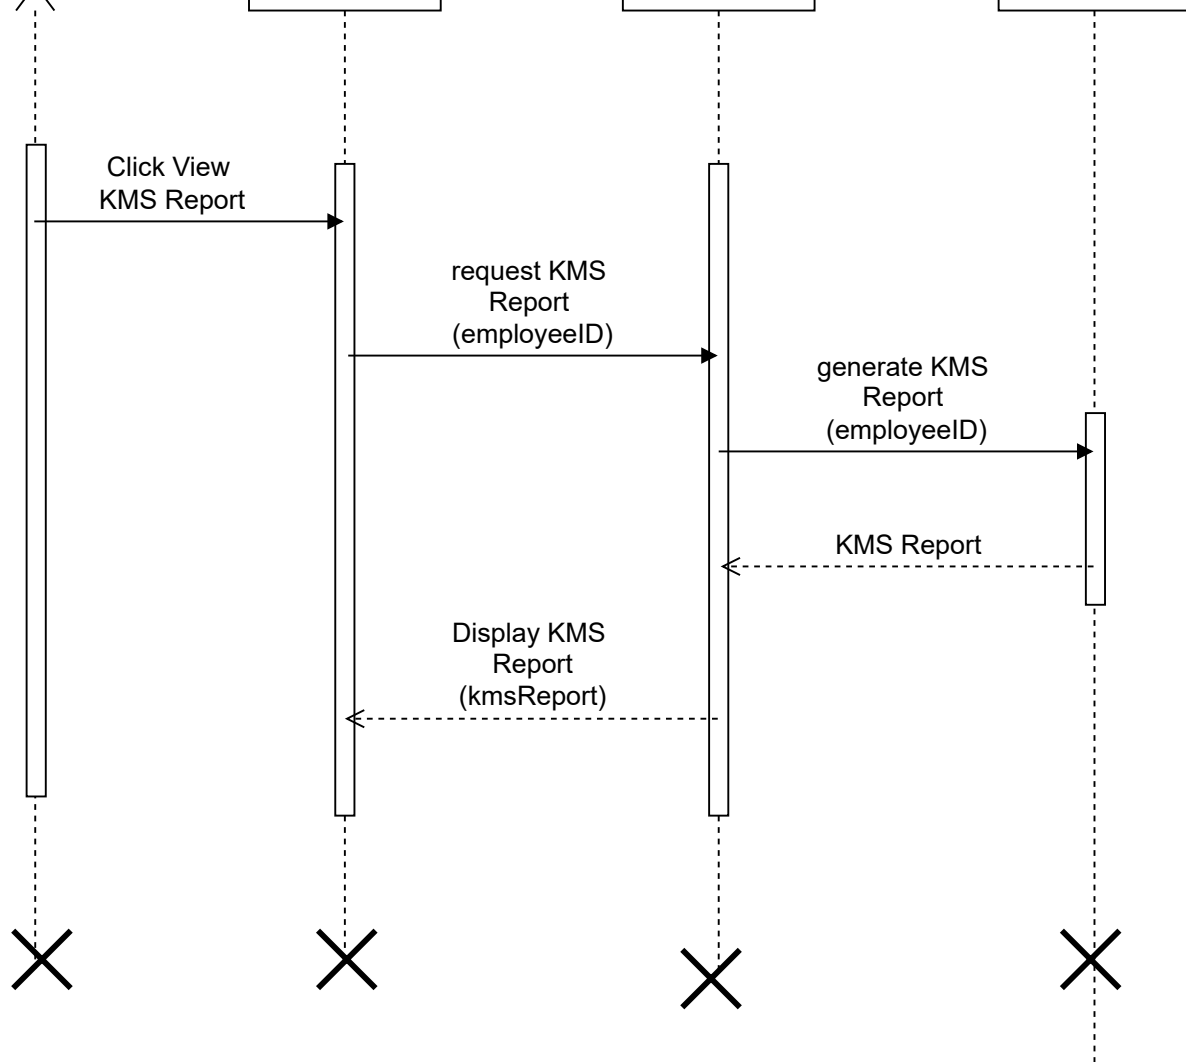 Click View
KMS Report
request KMS
Report
(employeeID)
generate KMS
Report
(employeeID)
KMS Report
Display KMS
Report
(kmsReport)